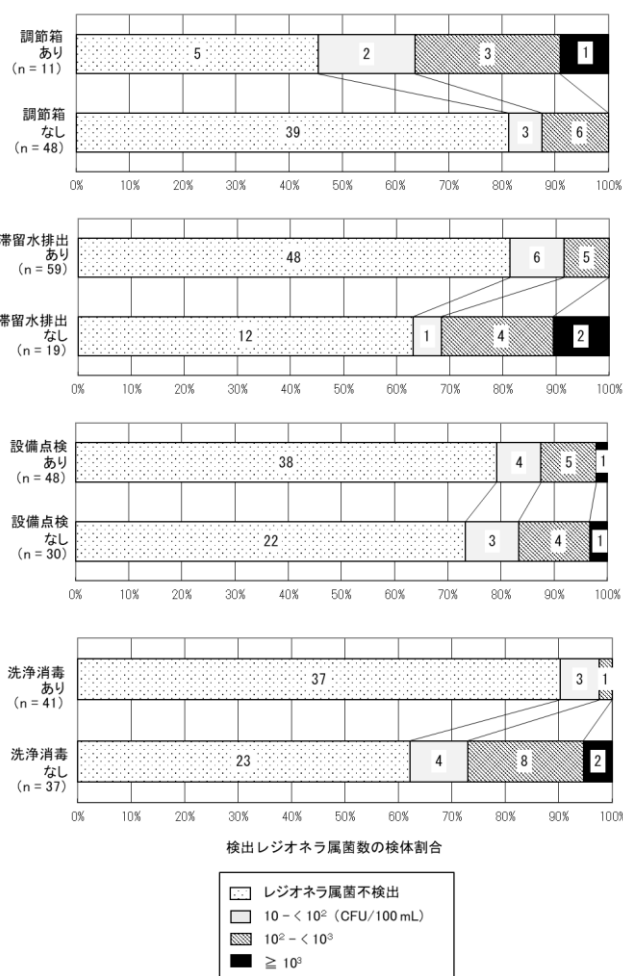 調節箱
あり
(n = 11)
5 2 3 1
調節箱
なし
(n = 48)
39 3 6
0% 10% 20% 30% 40% 50% 60% 70% 80% 90% 100%
滞留水排出
あり
(n = 59)
48 6 5
滞留水排出
なし
(n = 19)
12 1 4 2
0% 10% 20% 30% 40% 50% 60% 70% 80% 90% 100%
設備点検
あり
(n = 48)
38 4 5 1
設備点検
なし
(n = 30)
22 3 4 1
0% 10% 20% 30% 40% 50% 60% 70% 80% 90% 100%
洗浄消毒
あり
(n = 41)
37 3 1
洗浄消毒
なし
(n = 37)
23 4 8 2
0% 10% 20% 30% 40% 50% 60% 70% 80% 90% 100%
検出レジオネラ属菌数の検体割合
レジオネラ属菌不検出
10 - < 10² (CFU/100 mL)
10² - < 10³
≧ 10³